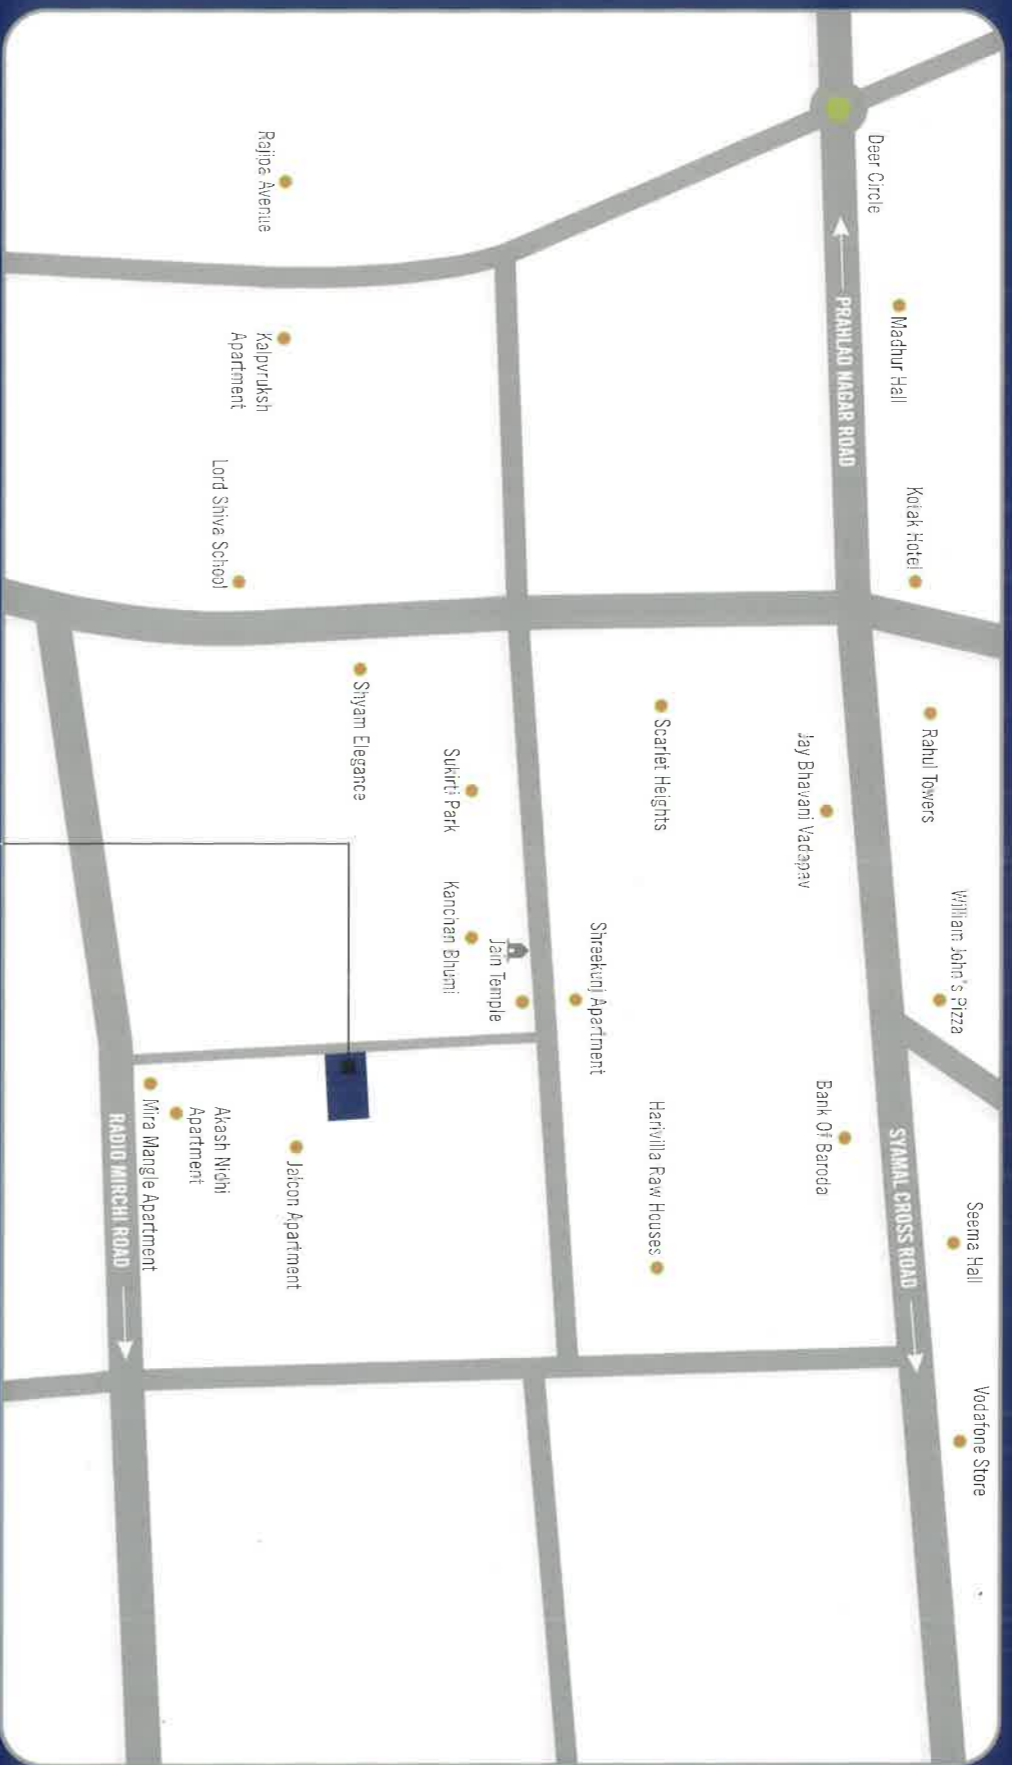 Deer Circle
PRAHLAD NAGAR ROAD
Madhur Hall
Kotak Hotel
Rahul Towers
William John's Pizza
Seema Hall
Vodafone Store
SYAMAL CROSS ROAD
Jay Bhavani Vadapav
Bank Of Baroda
Scarlet Heights
Harivilla Raw Houses
Shreekunj Apartment
Jain Temple
Sukirti Park
Kanchan Bhumi
Shyam Elegance
Rajipa Avenue
Kalpvruksh
Apartment
Lord Shiva School
Jalcon Apartment
Akash Nidhi
Apartment
Mira Mangle Apartment
RADIO MIRCHI ROAD